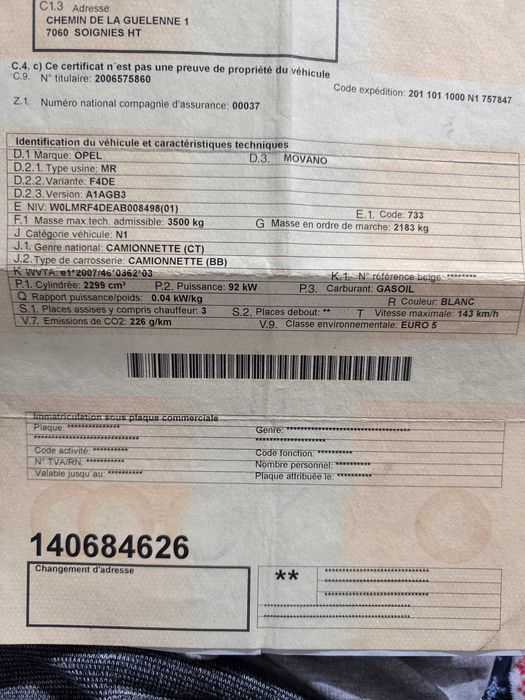 C1.3 Adresse
CHEMIN DE LA GUELENNE 1
7060 SOIGNIES HT
C.4. c) Ce certificat n'est pas une preuve de propriété du véhicule
C.9. N° titulaire: 2006575860
Code expédition: 201 101 1000 N1 757847
Z.1. Numéro national compagnie d'assurance: 00037
Identification du véhicule et caractéristiques techniques
D.1 Marque: OPEL D.3. MOVANO
D.2.1. Type usine: MR
D.2.2. Variante: F4DE
D.2.3. Version: A1AGB3
E NIV: W0LMRF4DEAB008498(01) E.1. Code: 733
F.1 Masse max.tech. admissible: 3500 kg G Masse en ordre de marche: 2183 kg
J Catégorie véhicule: N1
J.1. Genre national: CAMIONNETTE (CT)
J.2. Type de carrosserie: CAMIONNETTE (BB)
K WVTA: e1*2007/46*0362*03 K.1. N° référence belge: ********
P.1. Cylindrée: 2299 cm³ P.2. Puissance: 92 kW P.3. Carburant: GASOIL
Q Rapport puissance/poids: 0.04 kW/kg R Couleur: BLANC
S.1. Places assises y compris chauffeur: 3 S.2. Places debout: ** T Vitesse maximale: 143 km/h
V.7. Emissions de CO2: 226 g/km V.9. Classe environnementale: EURO 5
Immatriculation sous plaque commerciale
Plaque: Genre:
Code activité: Code fonction:
N° TVA/RN: Nombre personnel:
Valable jusqu'au: Plaque attribuée le:
140684626
Changement d'adresse
**